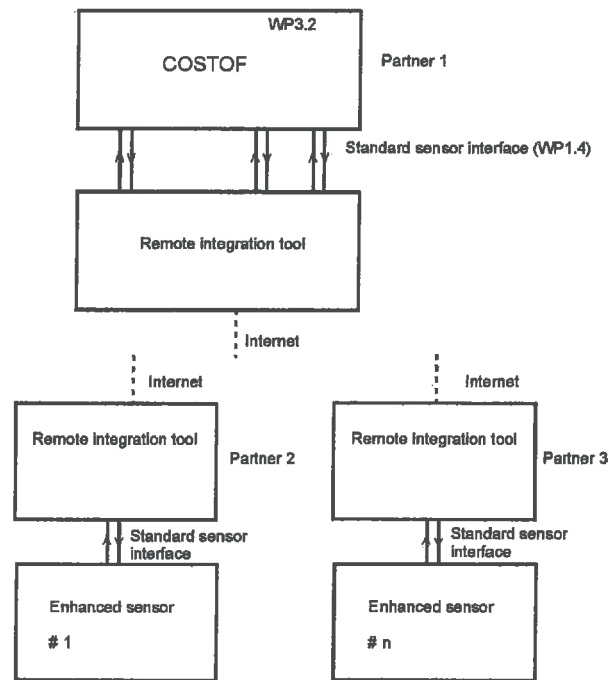 WP3.2
COSTOF
Partner 1
Standard sensor interface (WP1.4)
Remote integration tool
Internet
Internet
Internet
Remote integration tool
Remote integration tool
Partner 2
Partner 3
Standard sensor
interface
Standard sensor
interface
Enhanced sensor
# 1
Enhanced sensor
# n